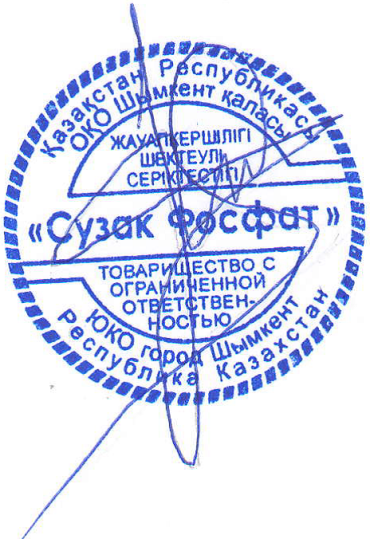 Қазақстан Республикасы
ОҚО Шымкент қаласы
ЖАУАПКЕРШІЛІГІ
ШЕКТЕУЛІ
СЕРІКТЕСТІГІ
«Сузак Фосфат»
ТОВАРИЩЕСТВО С
ОГРАНИЧЕННОЙ
ОТВЕТСТВЕН-
НОСТЬЮ
ЮКО город Шымкент
Республика Казахстан